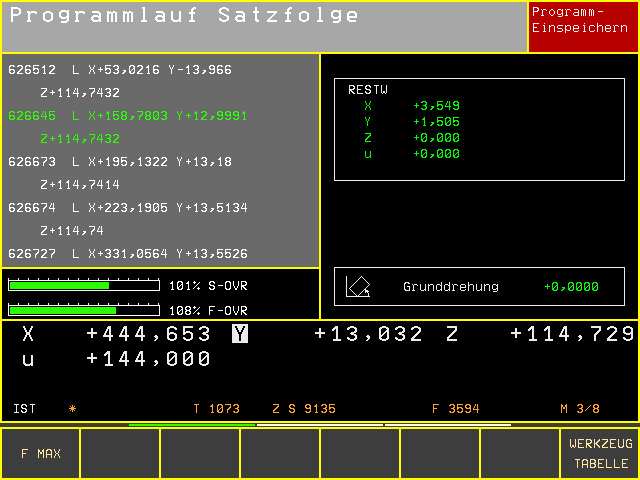 Programmlauf Satzfolge
Programm-
Einspeichern
626512 L X+53,0216 Y-13,966
Z+114,7432
626645 L X+158,7803 Y+12,9991
Z+114,7432
626673 L X+195,1322 Y+13,18
Z+114,7414
626674 L X+223,1905 Y+13,5134
Z+114,74
626727 L X+331,0564 Y+13,5526
RESTW
X +3,549
Y +1,505
Z +0,000
u +0,000
101% S-OVR
108% F-OVR
Grunddrehung +0,0000
X +444,653 Y +13,032 Z +114,729
u +144,000
IST * T 1073 Z S 9135 F 3594 M 3/8
F MAX
WERKZEUG
TABELLE